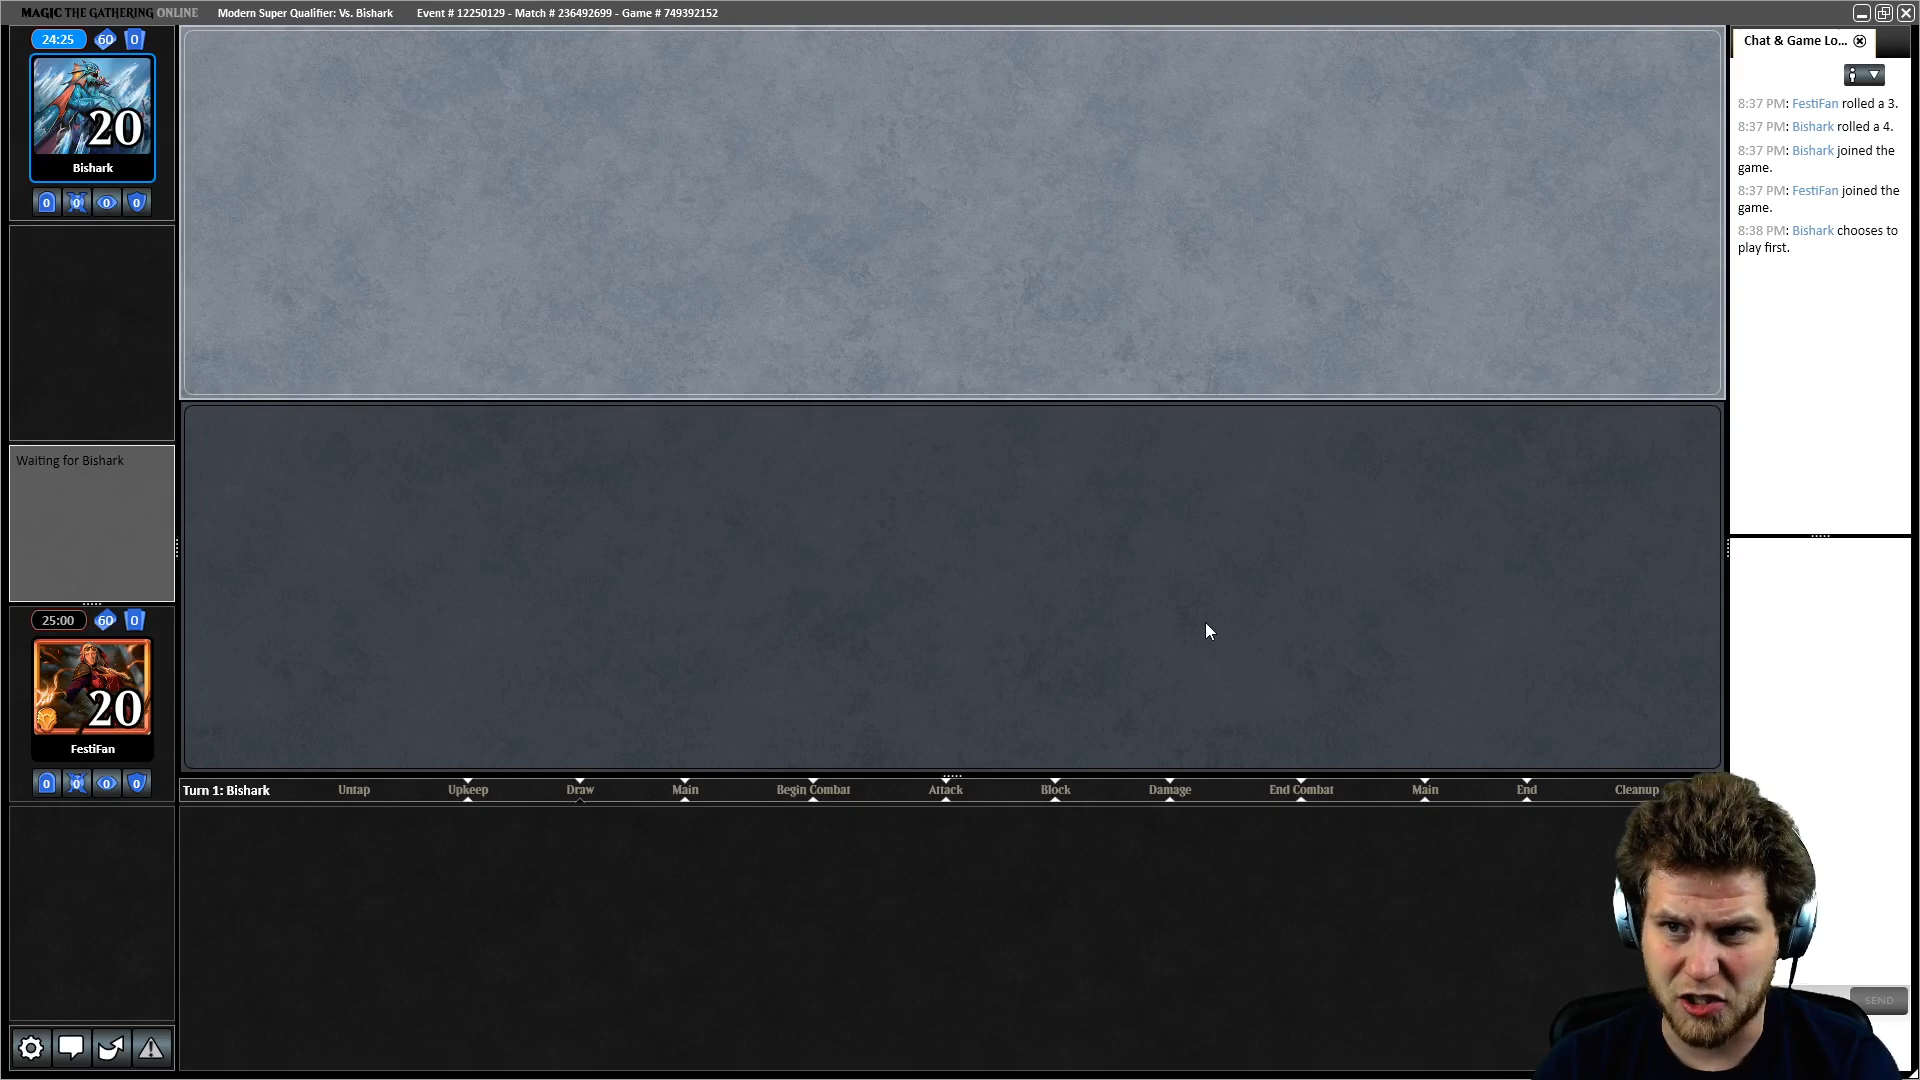 MAGIC THE GATHERING ONLINE Modern Super Qualifier: Vs. Bishark Event # 12250129 - Match # 236492699 - Game # 749392152
24:25 60 0
20
Bishark
0 0 0 0
Waiting for Bishark
25:00 60 0
20
FestiFan
0 0 0 0
Turn 1: Bishark Untap Upkeep Draw Main Begin Combat Attack Block Damage End Combat Main End Cleanup
Chat & Game Lo...
8:37 PM: FestiFan rolled a 3.
8:37 PM: Bishark rolled a 4.
8:37 PM: Bishark joined the
game.
8:37 PM: FestiFan joined the
game.
8:38 PM: Bishark chooses to
play first.
SEND